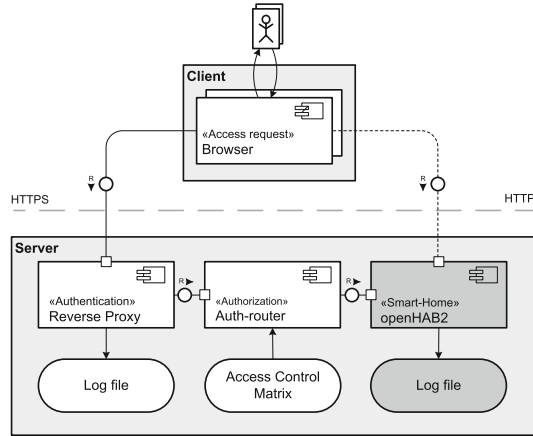 Client
«Access request»
Browser
R
R
HTTPS
HTTP
Server
«Authentication»
Reverse Proxy
R
«Authorization»
Auth-router
R
«Smart-Home»
openHAB2
Log file
Access Control
Matrix
Log file